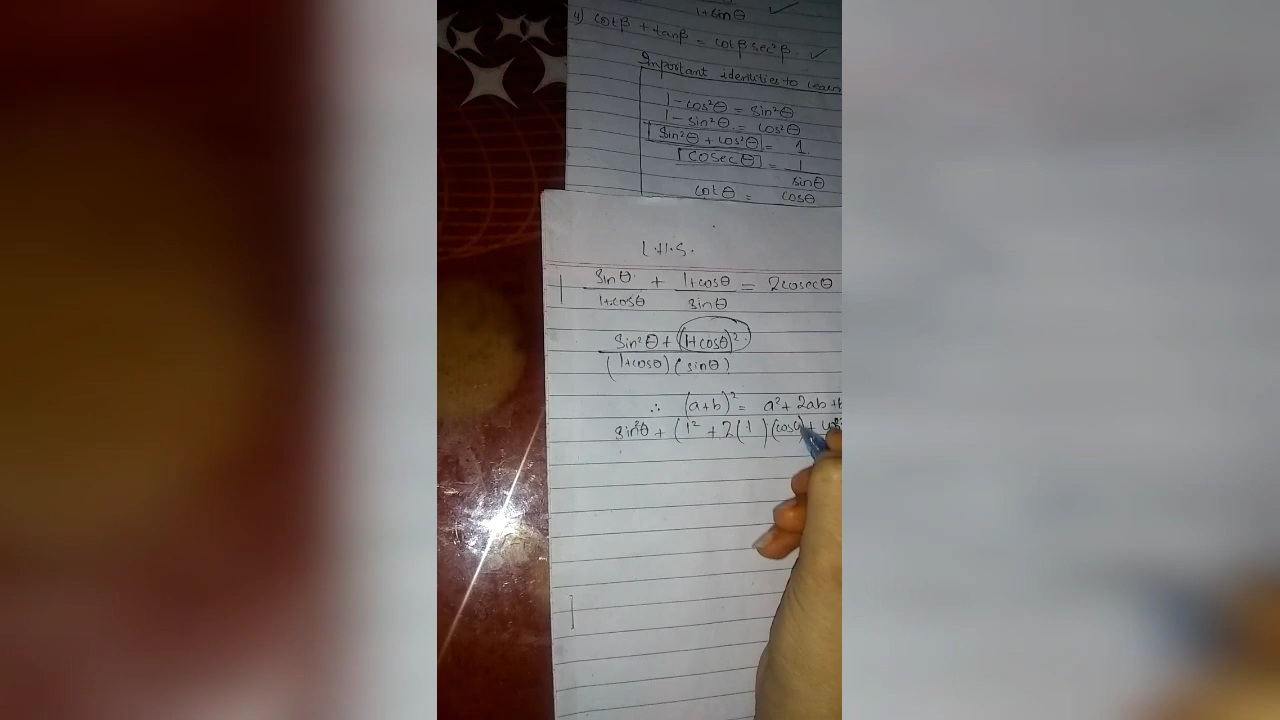 1+sinθ ✓
4) cotβ + tanβ = cotβ sec²β ✓
Important identities to learn
1-cos²θ = sin²θ
1-sin²θ = cos²θ
sin²θ + cos²θ = 1
cosecθ = 1
sinθ
cotθ = cosθ
L.H.S.
1 sinθ + 1+cosθ = 2cosecθ
1+cosθ sinθ
sin²θ + (1+cosθ)²
(1+cosθ)(sinθ)
∴ (a+b)² = a² + 2ab +
sin²θ + (1² + 2(1)(cosθ) +